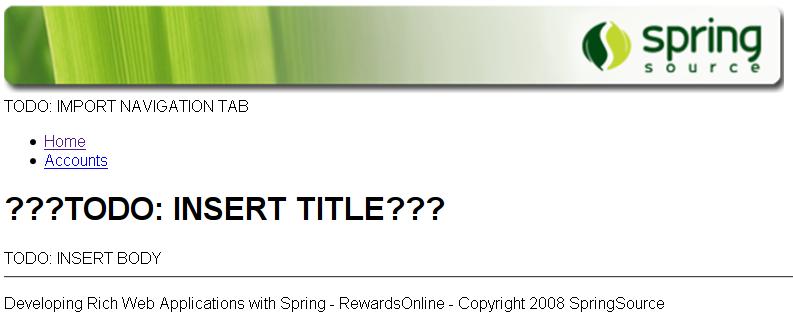 spring
source
TODO: IMPORT NAVIGATION TAB
Home
Accounts
???TODO: INSERT TITLE???
TODO: INSERT BODY
Developing Rich Web Applications with Spring - RewardsOnline - Copyright 2008 SpringSource